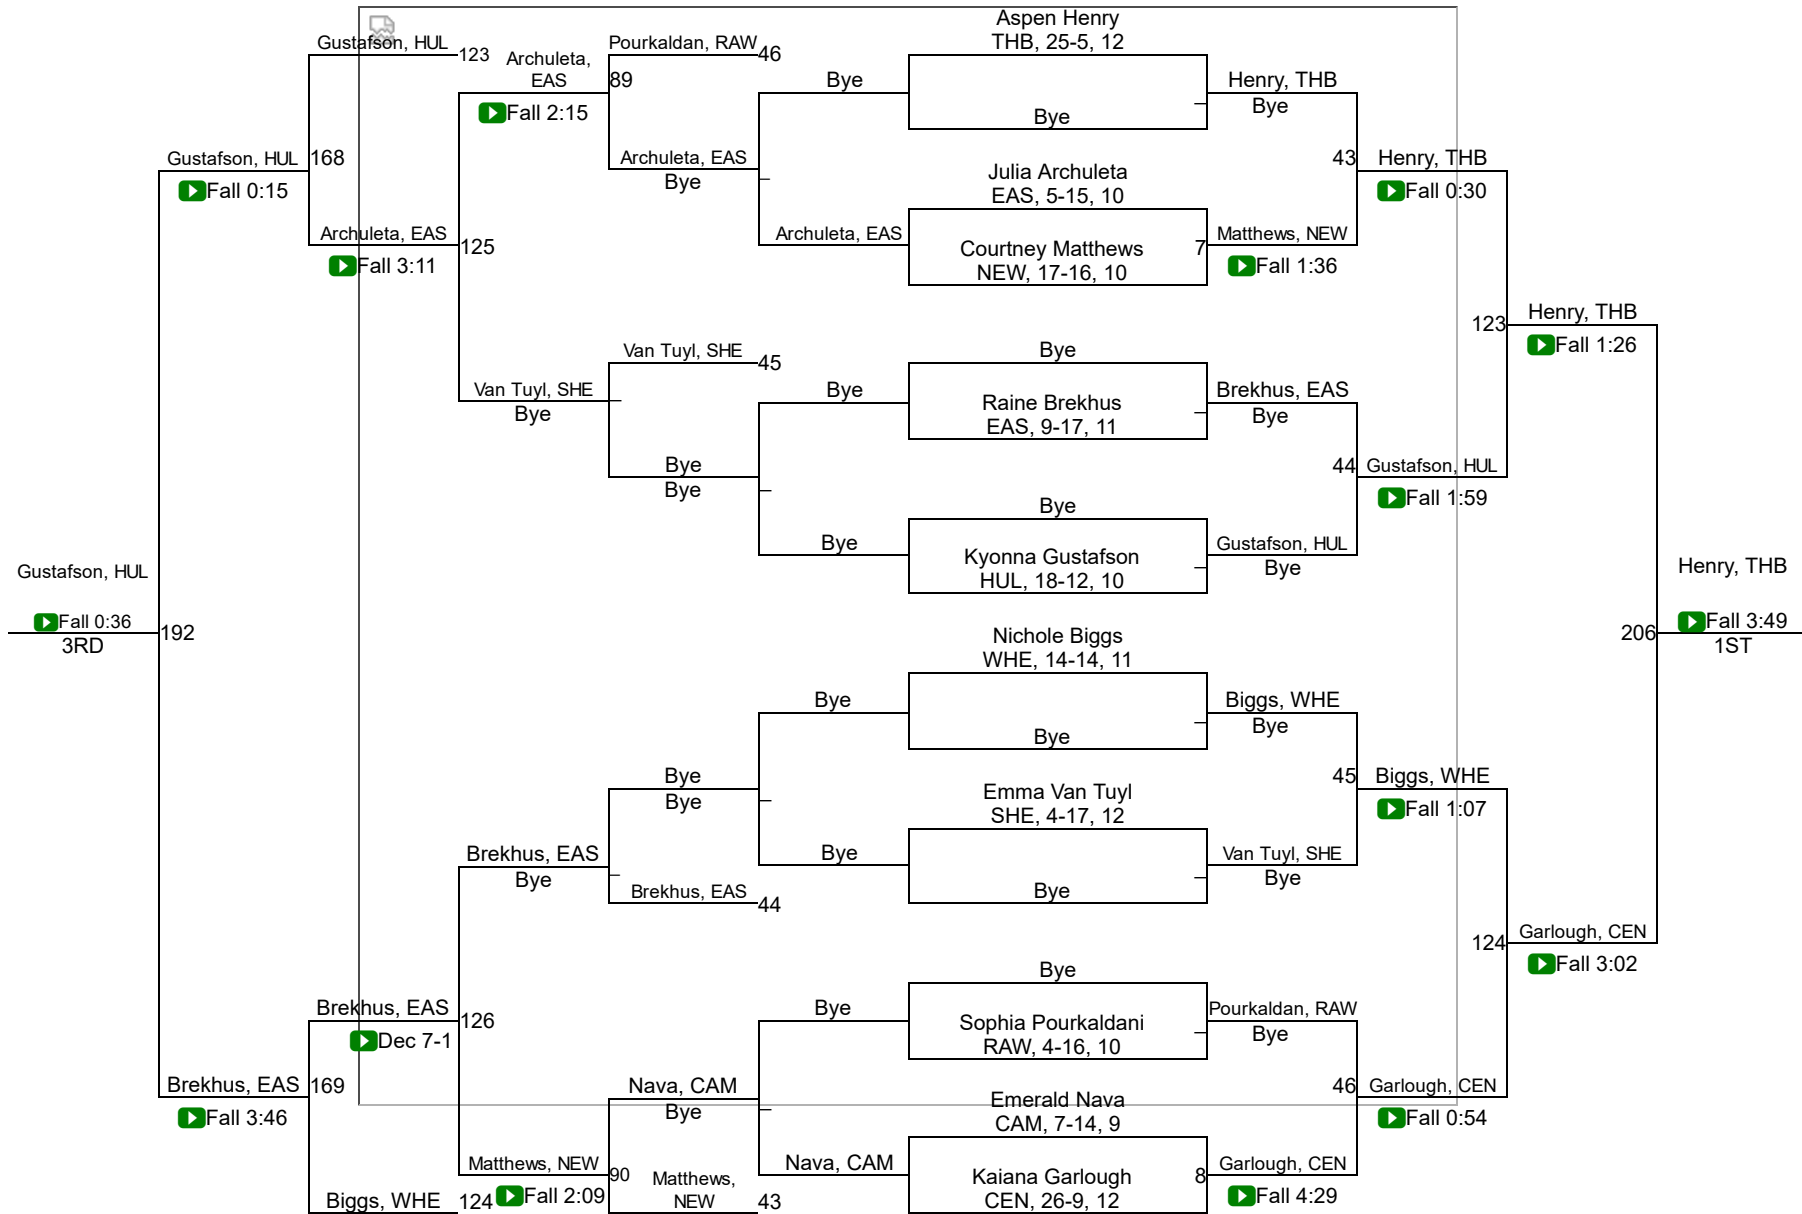 Aspen Henry
Gustafson, HUL
123
Archuleta,
EAS
Pourkaldan, RAW
46
THB, 25-5, 12
89
Bye
Henry, THB
Fall 2:15
Bye
Bye
Gustafson, HUL
168
Archuleta, EAS
43
Henry, THB
Fall 0:15
Bye
Julia Archuleta
EAS, 5-15, 10
Fall 0:30
Archuleta, EAS
125
Archuleta, EAS
Courtney Matthews
NEW, 17-16, 10
7
Matthews, NEW
Fall 3:11
Fall 1:36
123
Henry, THB
Fall 1:26
Van Tuyl, SHE
45
Bye
Van Tuyl, SHE
Bye
Bye
Raine Brekhus
EAS, 9-17, 11
Brekhus, EAS
Bye
Bye
Bye
44
Gustafson, HUL
Fall 1:59
Bye
Bye
Kyonna Gustafson
HUL, 18-12, 10
Gustafson, HUL
Bye
Gustafson, HUL
Fall 0:36
3RD
192
Henry, THB
206
Fall 3:49
1ST
Nichole Biggs
WHE, 14-14, 11
Bye
Bye
Biggs, WHE
Bye
Bye
Bye
45
Biggs, WHE
Fall 1:07
Emma Van Tuyl
SHE, 4-17, 12
Brekhus, EAS
Bye
Bye
Bye
Van Tuyl, SHE
Bye
Brekhus, EAS
44
124
Garlough, CEN
Fall 3:02
Bye
Brekhus, EAS
126
Dec 7-1
Bye
Sophia Pourkaldani
RAW, 4-16, 10
Pourkaldan, RAW
Bye
Brekhus, EAS
169
Fall 3:46
Nava, CAM
Bye
46
Garlough, CEN
Fall 0:54
Emerald Nava
CAM, 7-14, 9
Matthews, NEW
90
Fall 2:09
Matthews,
NEW
43
Nava, CAM
Kaiana Garlough
CEN, 26-9, 12
8
Garlough, CEN
Fall 4:29
Biggs, WHE
124